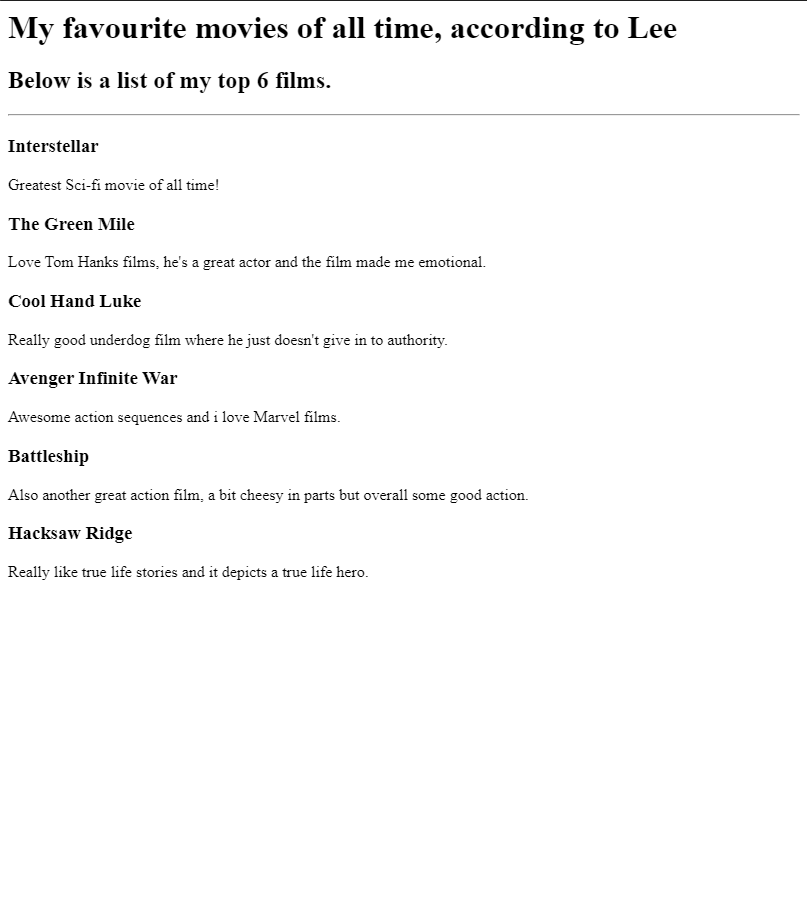 My favourite movies of all time, according to Lee
Below is a list of my top 6 films.
Interstellar
Greatest Sci-fi movie of all time!
The Green Mile
Love Tom Hanks films, he's a great actor and the film made me emotional.
Cool Hand Luke
Really good underdog film where he just doesn't give in to authority.
Avenger Infinite War
Awesome action sequences and i love Marvel films.
Battleship
Also another great action film, a bit cheesy in parts but overall some good action.
Hacksaw Ridge
Really like true life stories and it depicts a true life hero.